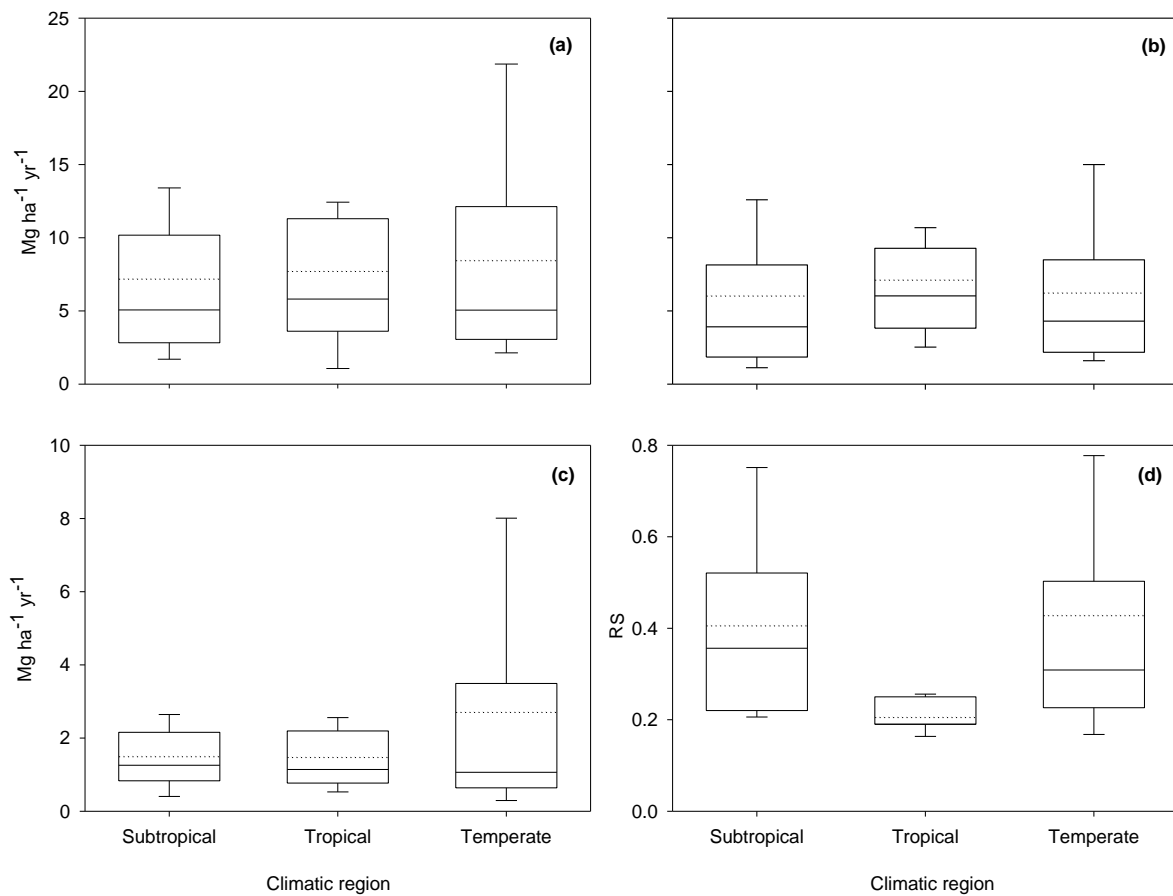 25
20
15
10
5
0
Mg ha⁻¹ yr⁻¹
(a)
(b)
10
8
6
4
2
0
Mg ha⁻¹ yr⁻¹
(c)
Subtropical Tropical Temperate
Climatic region
0.8
0.6
0.4
0.2
0.0
RS
(d)
Subtropical Tropical Temperate
Climatic region